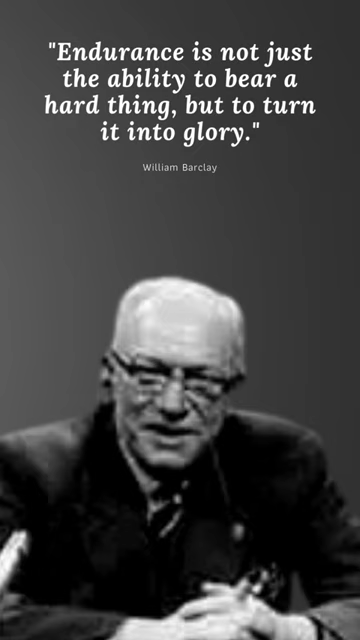 "Endurance is not just
the ability to bear a
hard thing, but to turn
it into glory."
William Barclay